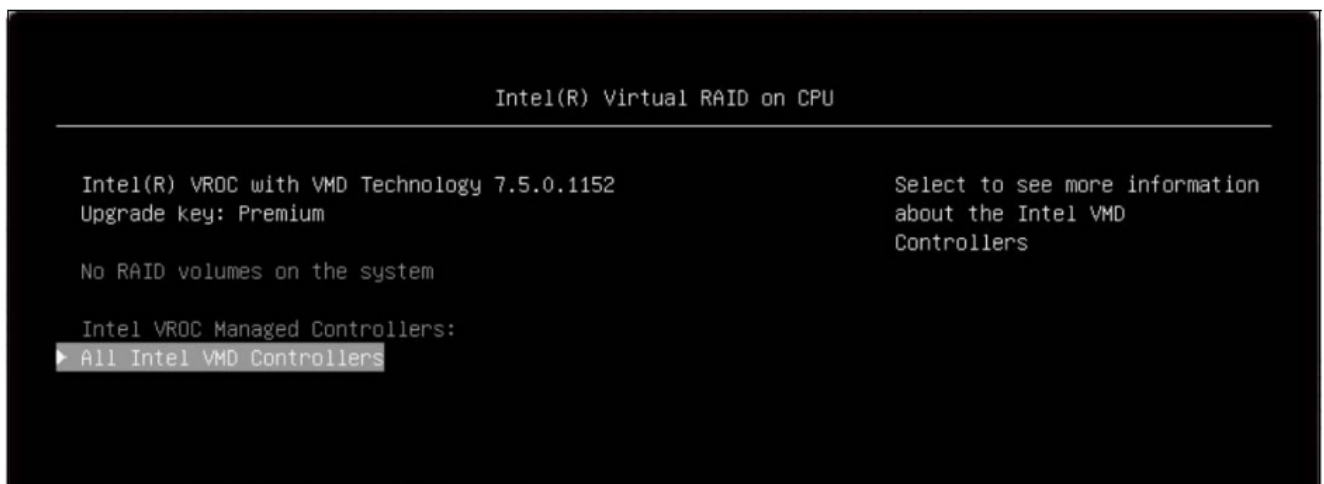 Intel(R) Virtual RAID on CPU
Intel(R) VROC with VMD Technology 7.5.0.1152
Upgrade key: Premium
No RAID volumes on the system
Intel VROC Managed Controllers:
All Intel VMD Controllers
Select to see more information
about the Intel VMD
Controllers